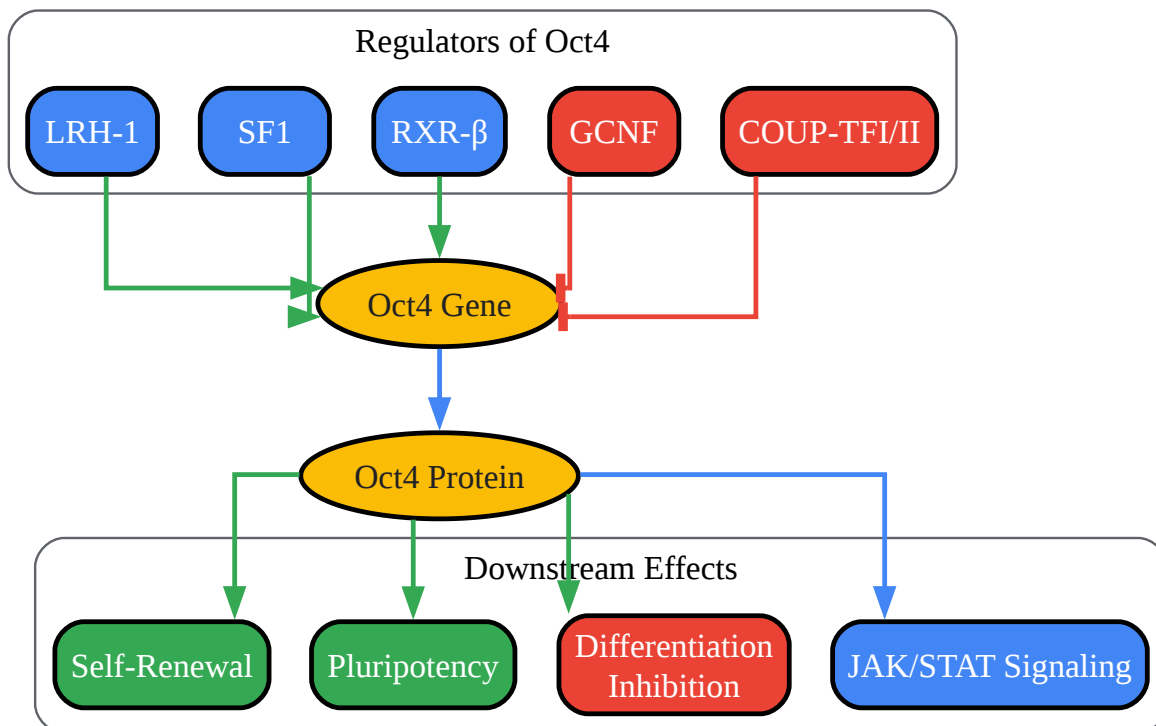 Regulators of Oct4
LRH-1
SF1
RXR-β
GCNF
COUP-TFI/II
Oct4 Gene
Oct4 Protein
Downstream Effects
Self-Renewal
Pluripotency
Differentiation
Inhibition
JAK/STAT Signaling